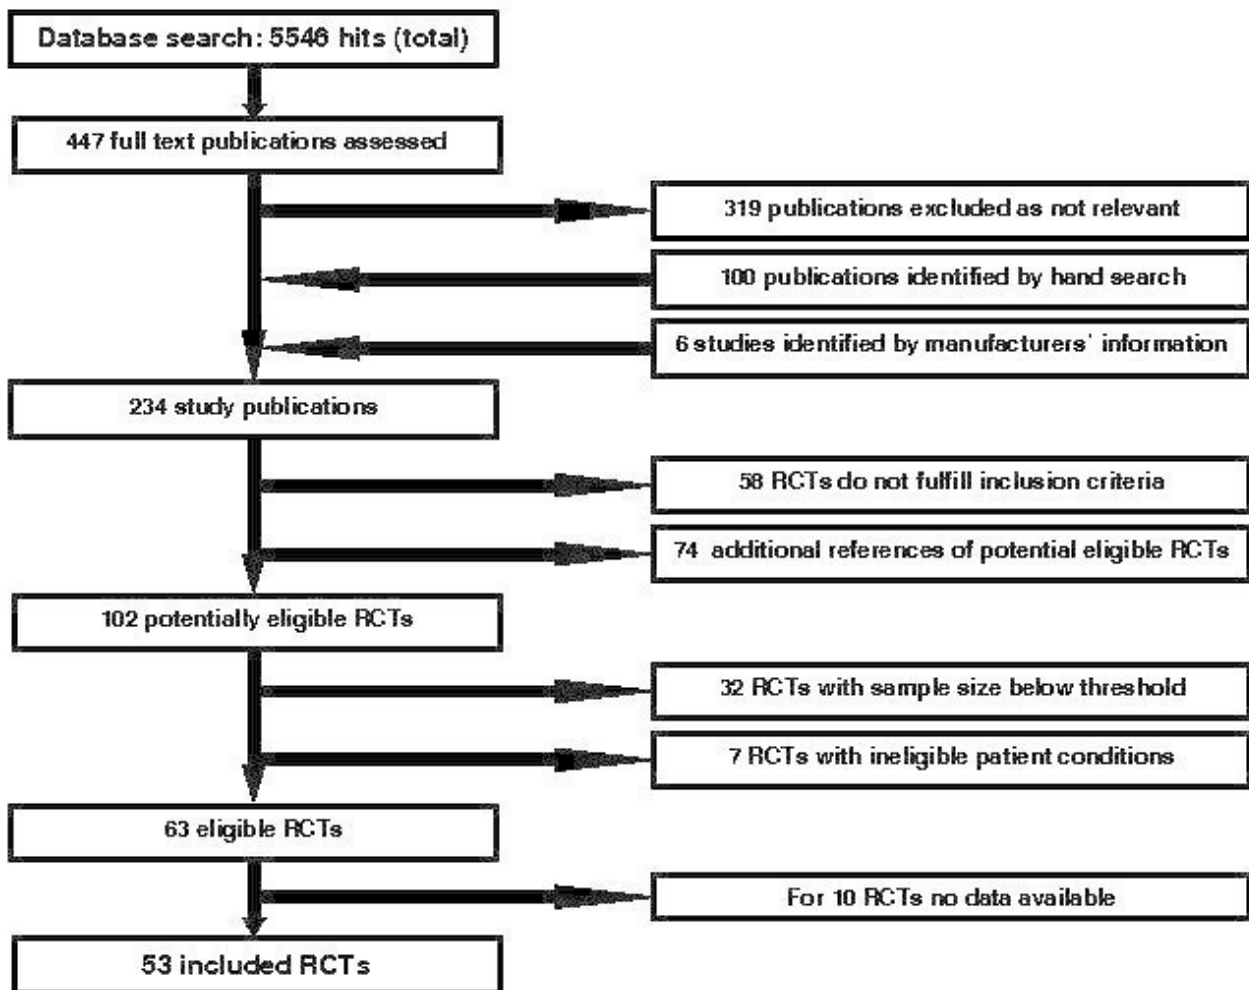 Database search: 5546 hits (total)
447 full text publications assessed
319 publications excluded as not relevant
100 publications identified by hand search
6 studies identified by manufacturers' information
234 study publications
58 RCTs do not fulfill inclusion criteria
74 additional references of potential eligible RCTs
102 potentially eligible RCTs
32 RCTs with sample size below threshold
7 RCTs with ineligible patient conditions
63 eligible RCTs
For 10 RCTs no data available
53 included RCTs